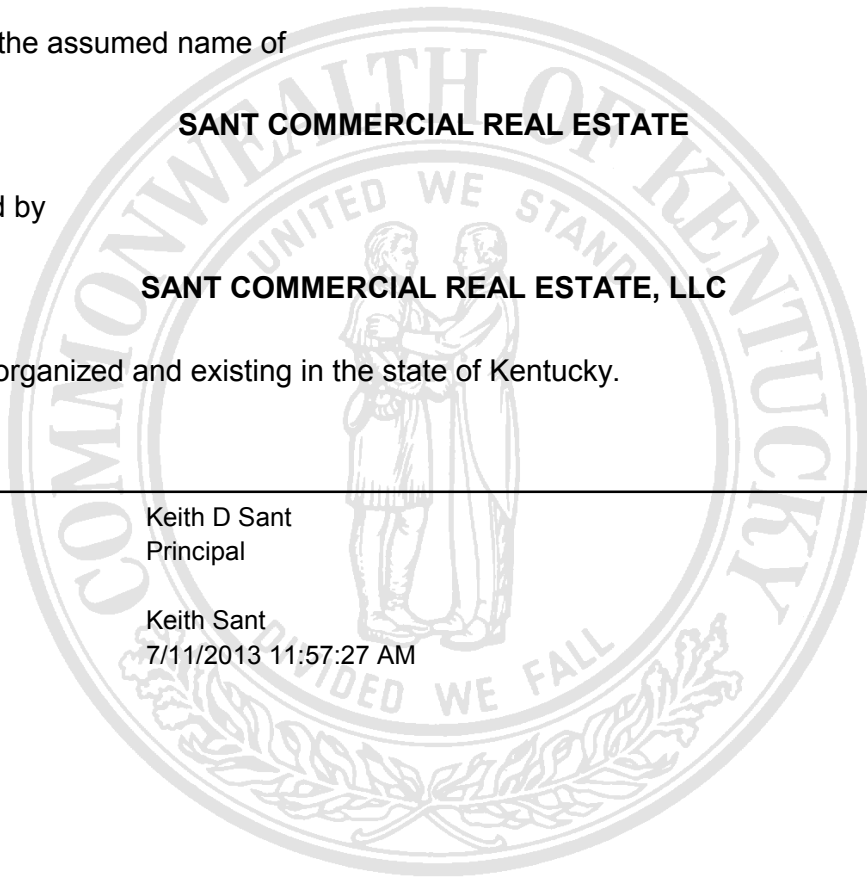 the assumed name of
SANT COMMERCIAL REAL ESTATE
d by
SANT COMMERCIAL REAL ESTATE, LLC
organized and existing in the state of Kentucky.
Keith D Sant
Principal
Keith Sant
7/11/2013 11:57:27 AM
COMMONWEALTH OF KENTUCKY
UNITED WE STAND
DIVIDED WE FALL